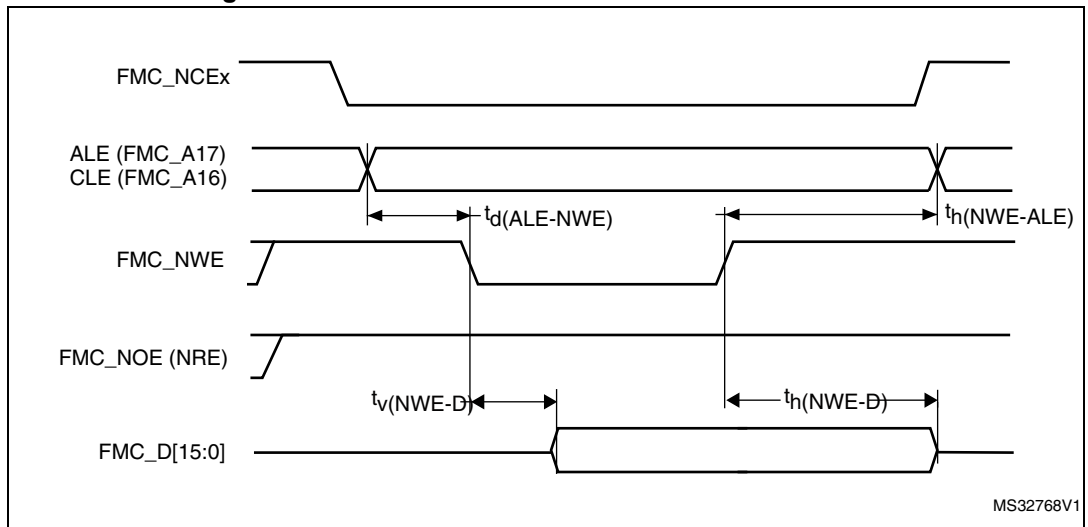 FMC_NCEx
ALE (FMC_A17)
CLE (FMC_A16)
td(ALE-NWE)
th(NWE-ALE)
FMC_NWE
FMC_NOE (NRE)
tv(NWE-D)
th(NWE-D)
FMC_D[15:0]
MS32768V1